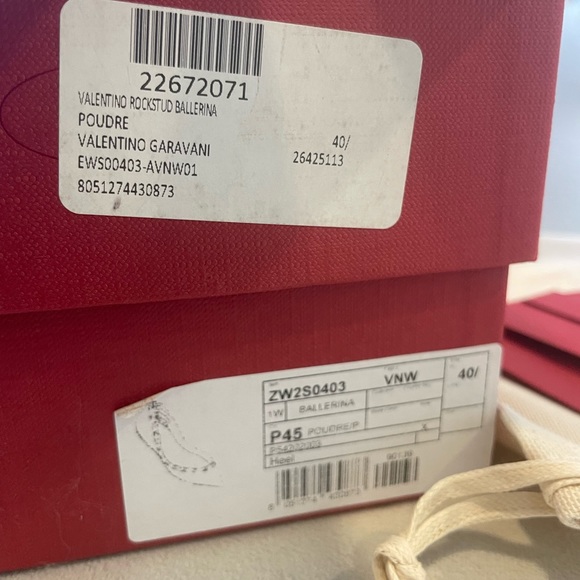 22672071
VALENTINO ROCKSTUD BALLERINA
POUDRE
VALENTINO GARAVANI 40/
EWS00403-AVNW01 26425113
8051274430873
ZW2S0403 VNW 40/
1W BALLERINA
P45 POUDRE/P
Heel